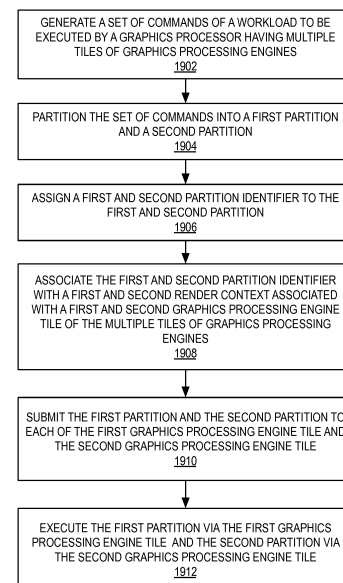 GENERATE A SET OF COMMANDS OF A WORKLOAD TO BE
EXECUTED BY A GRAPHICS PROCESSOR HAVING MULTIPLE
TILES OF GRAPHICS PROCESSING ENGINES
1902
PARTITION THE SET OF COMMANDS INTO A FIRST PARTITION
AND A SECOND PARTITION
1904
ASSIGN A FIRST AND SECOND PARTITION IDENTIFIER TO THE
FIRST AND SECOND PARTITION
1906
ASSOCIATE THE FIRST AND SECOND PARTITION IDENTIFIER
WITH A FIRST AND SECOND RENDER CONTEXT ASSOCIATED
WITH A FIRST AND SECOND GRAPHICS PROCESSING ENGINE
TILE OF THE MULTIPLE TILES OF GRAPHICS PROCESSING
ENGINES
1908
SUBMIT THE FIRST PARTITION AND THE SECOND PARTITION TO
EACH OF THE FIRST GRAPHICS PROCESSING ENGINE TILE AND
THE SECOND GRAPHICS PROCESSING ENGINE TILE
1910
EXECUTE THE FIRST PARTITION VIA THE FIRST GRAPHICS
PROCESSING ENGINE TILE AND THE SECOND PARTITION VIA
THE SECOND GRAPHICS PROCESSING ENGINE TILE
1912